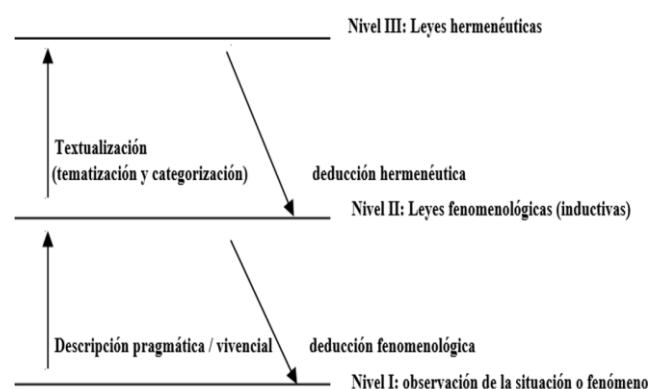 Nivel III: Leyes hermenéuticas
Textualización
(tematización y categorización)
deducción hermenéutica
Nivel II: Leyes fenomenológicas (inductivas)
Descripción pragmática / vivencial
deducción fenomenológica
Nivel I: observación de la situación o fenómeno